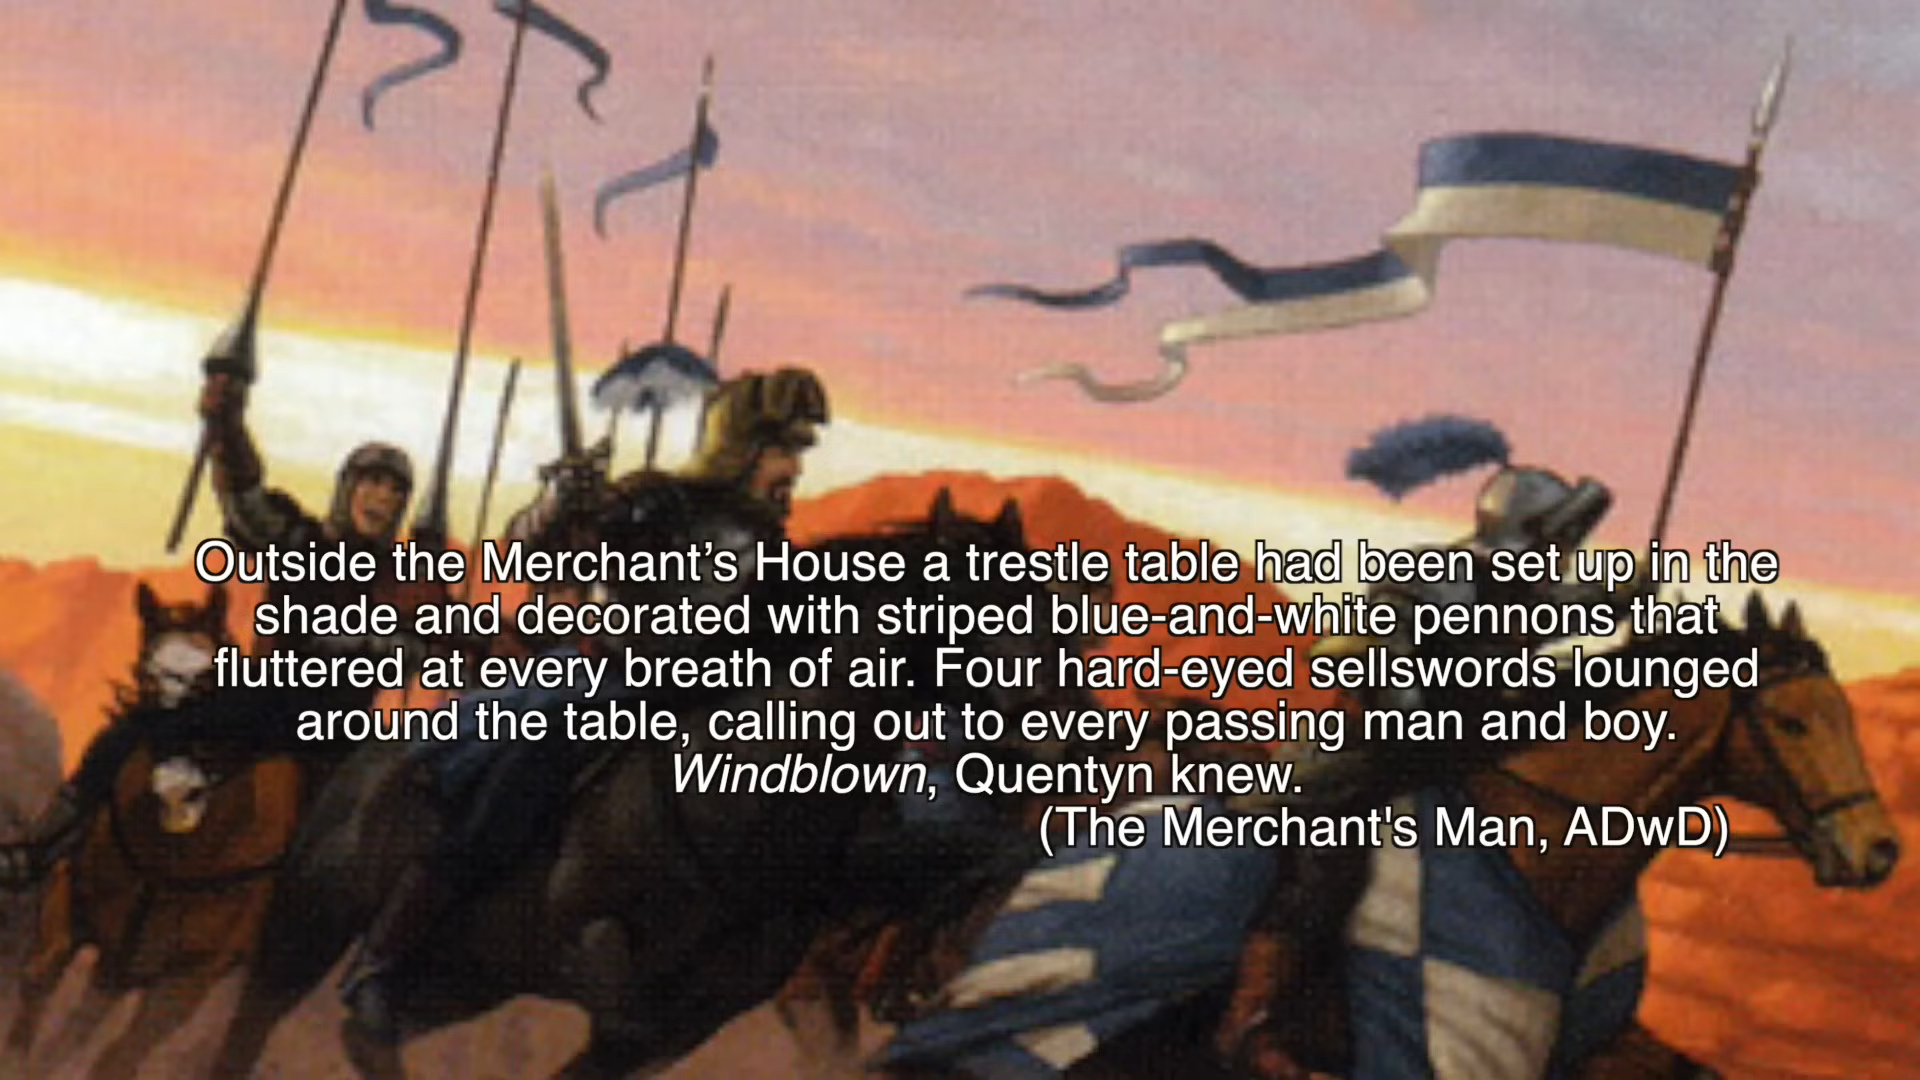 Outside the Merchant’s House a trestle table had been set up in the
shade and decorated with striped blue-and-white pennons that
fluttered at every breath of air. Four hard-eyed sellswords lounged
around the table, calling out to every passing man and boy.
Windblown, Quentyn knew.
(The Merchant's Man, ADwD)